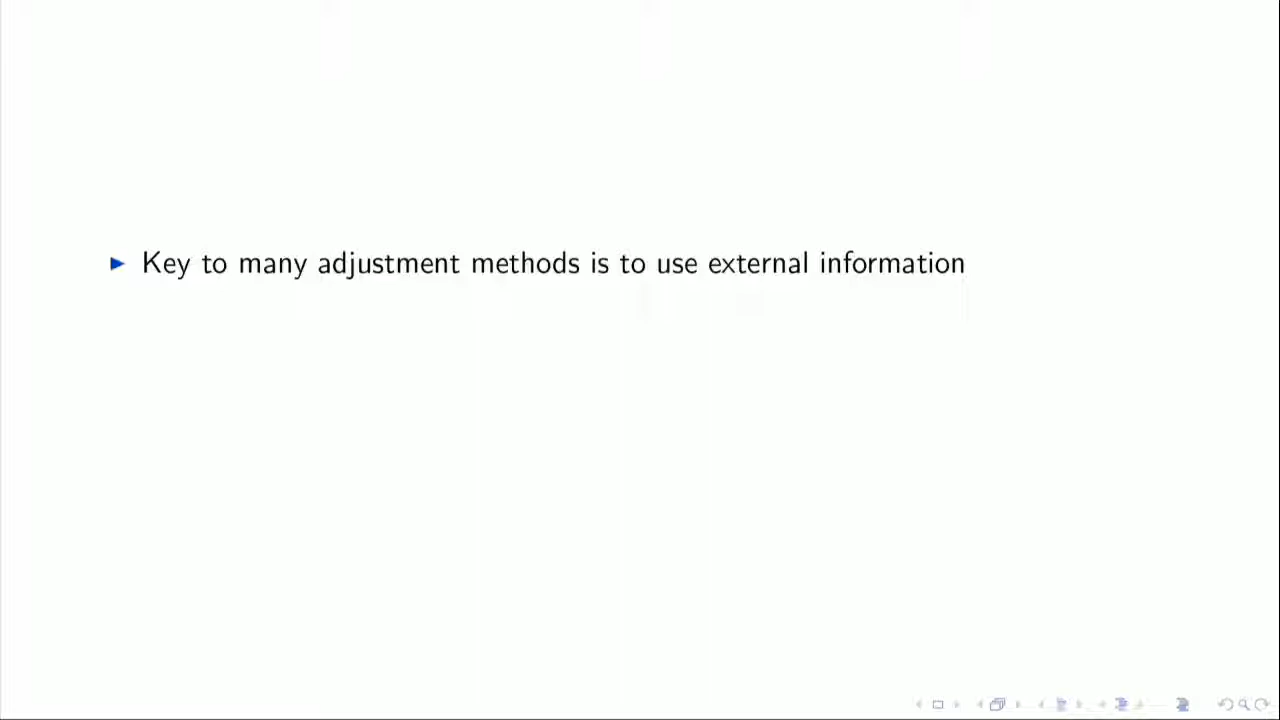 Key to many adjustment methods is to use external information